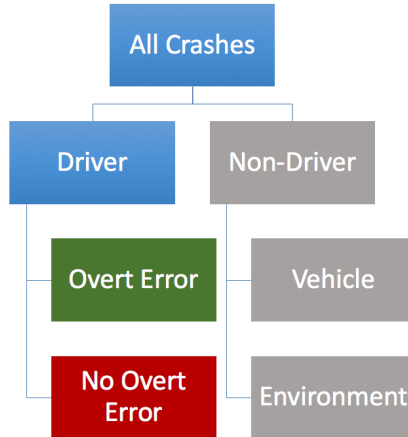 All Crashes
Driver
Non-Driver
Overt Error
Vehicle
No Overt
Error
Environment